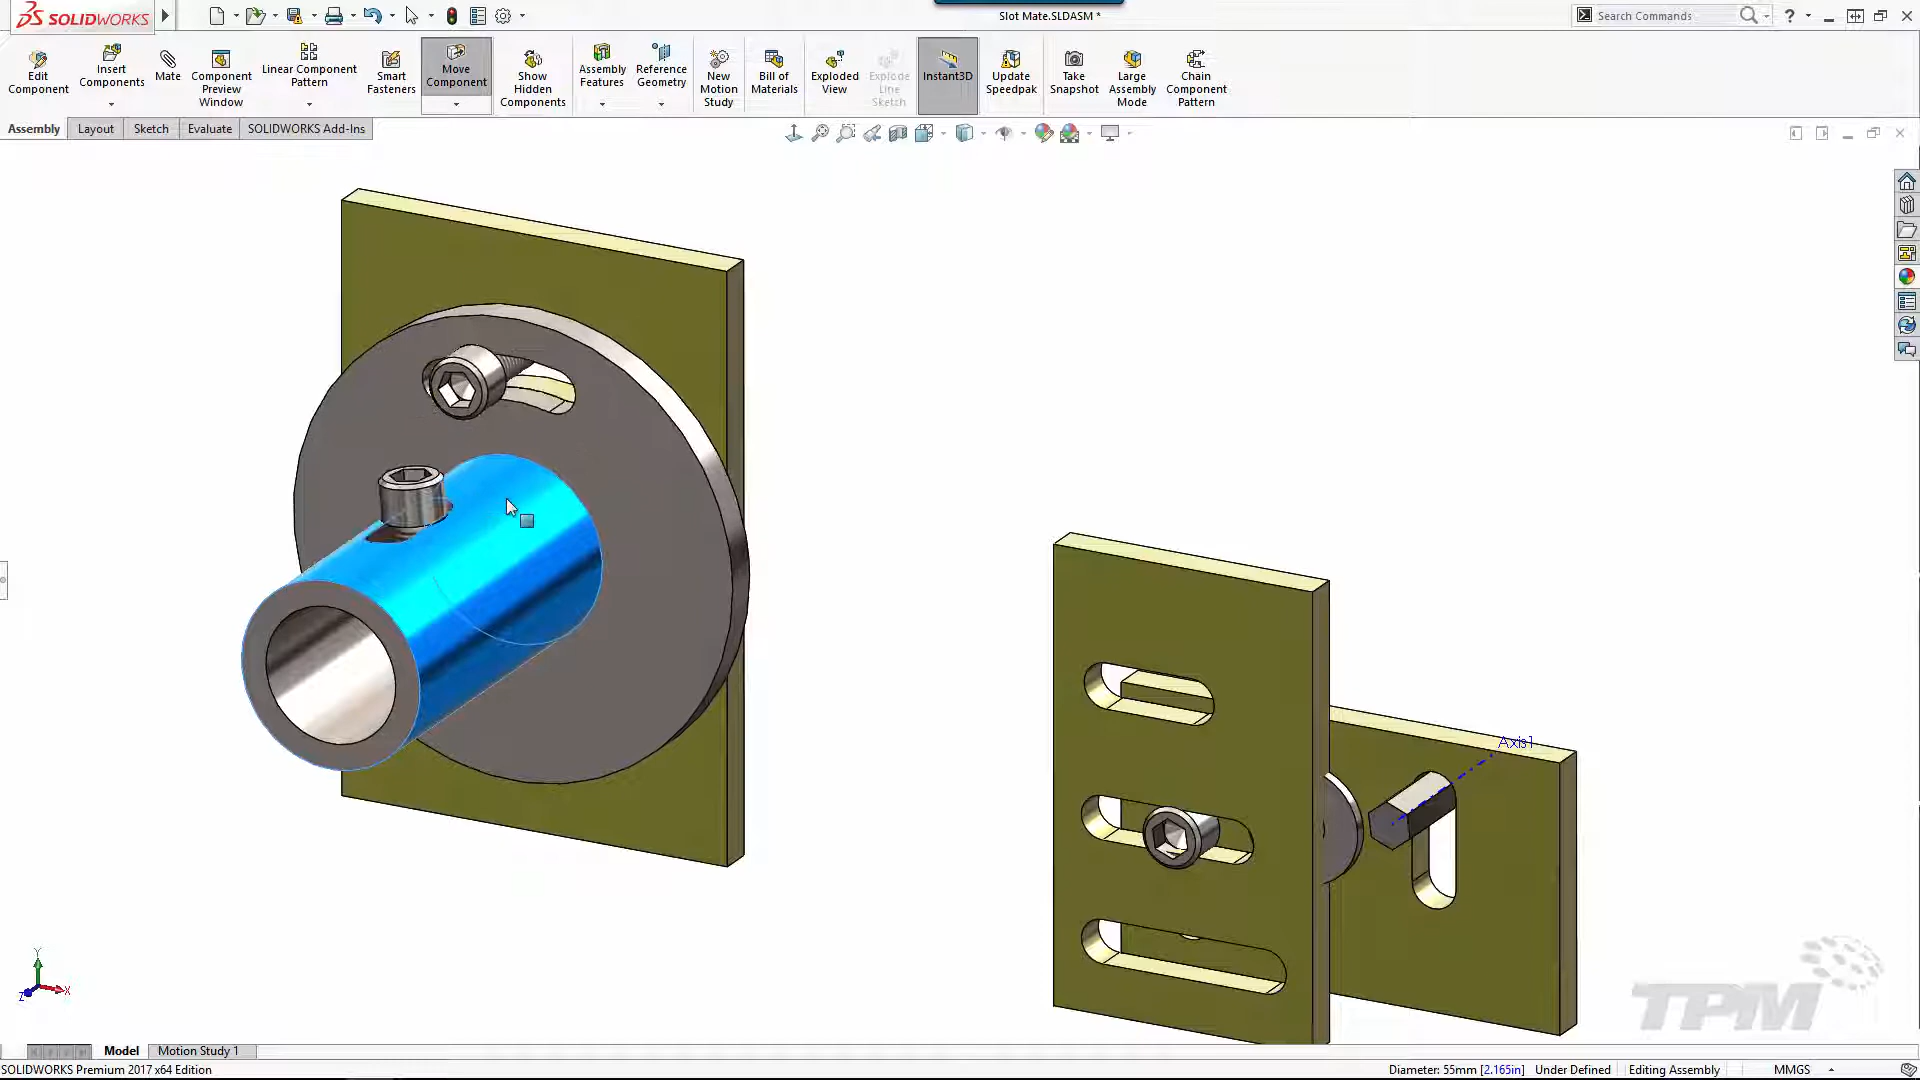 SOLIDWORKS
Slot Mate.SLDASM *
Search Commands
?
Edit
Component
Insert
Components
Mate
Component
Preview
Window
Linear Component
Pattern
Smart
Fasteners
Move
Component
Show
Hidden
Components
Assembly
Features
Reference
Geometry
New
Motion
Study
Bill of
Materials
Exploded
View
Explode
Line
Sketch
Instant3D
Update
Speedpak
Take
Snapshot
Large
Assembly
Mode
Chain
Component
Pattern
Assembly
Layout
Sketch
Evaluate
SOLIDWORKS Add-Ins
Axis1
Y
X
Z
TPM
Model
Motion Study 1
SOLIDWORKS Premium 2017 x64 Edition
Diameter: 55mm [2.165in]
Under Defined
Editing Assembly
MMGS